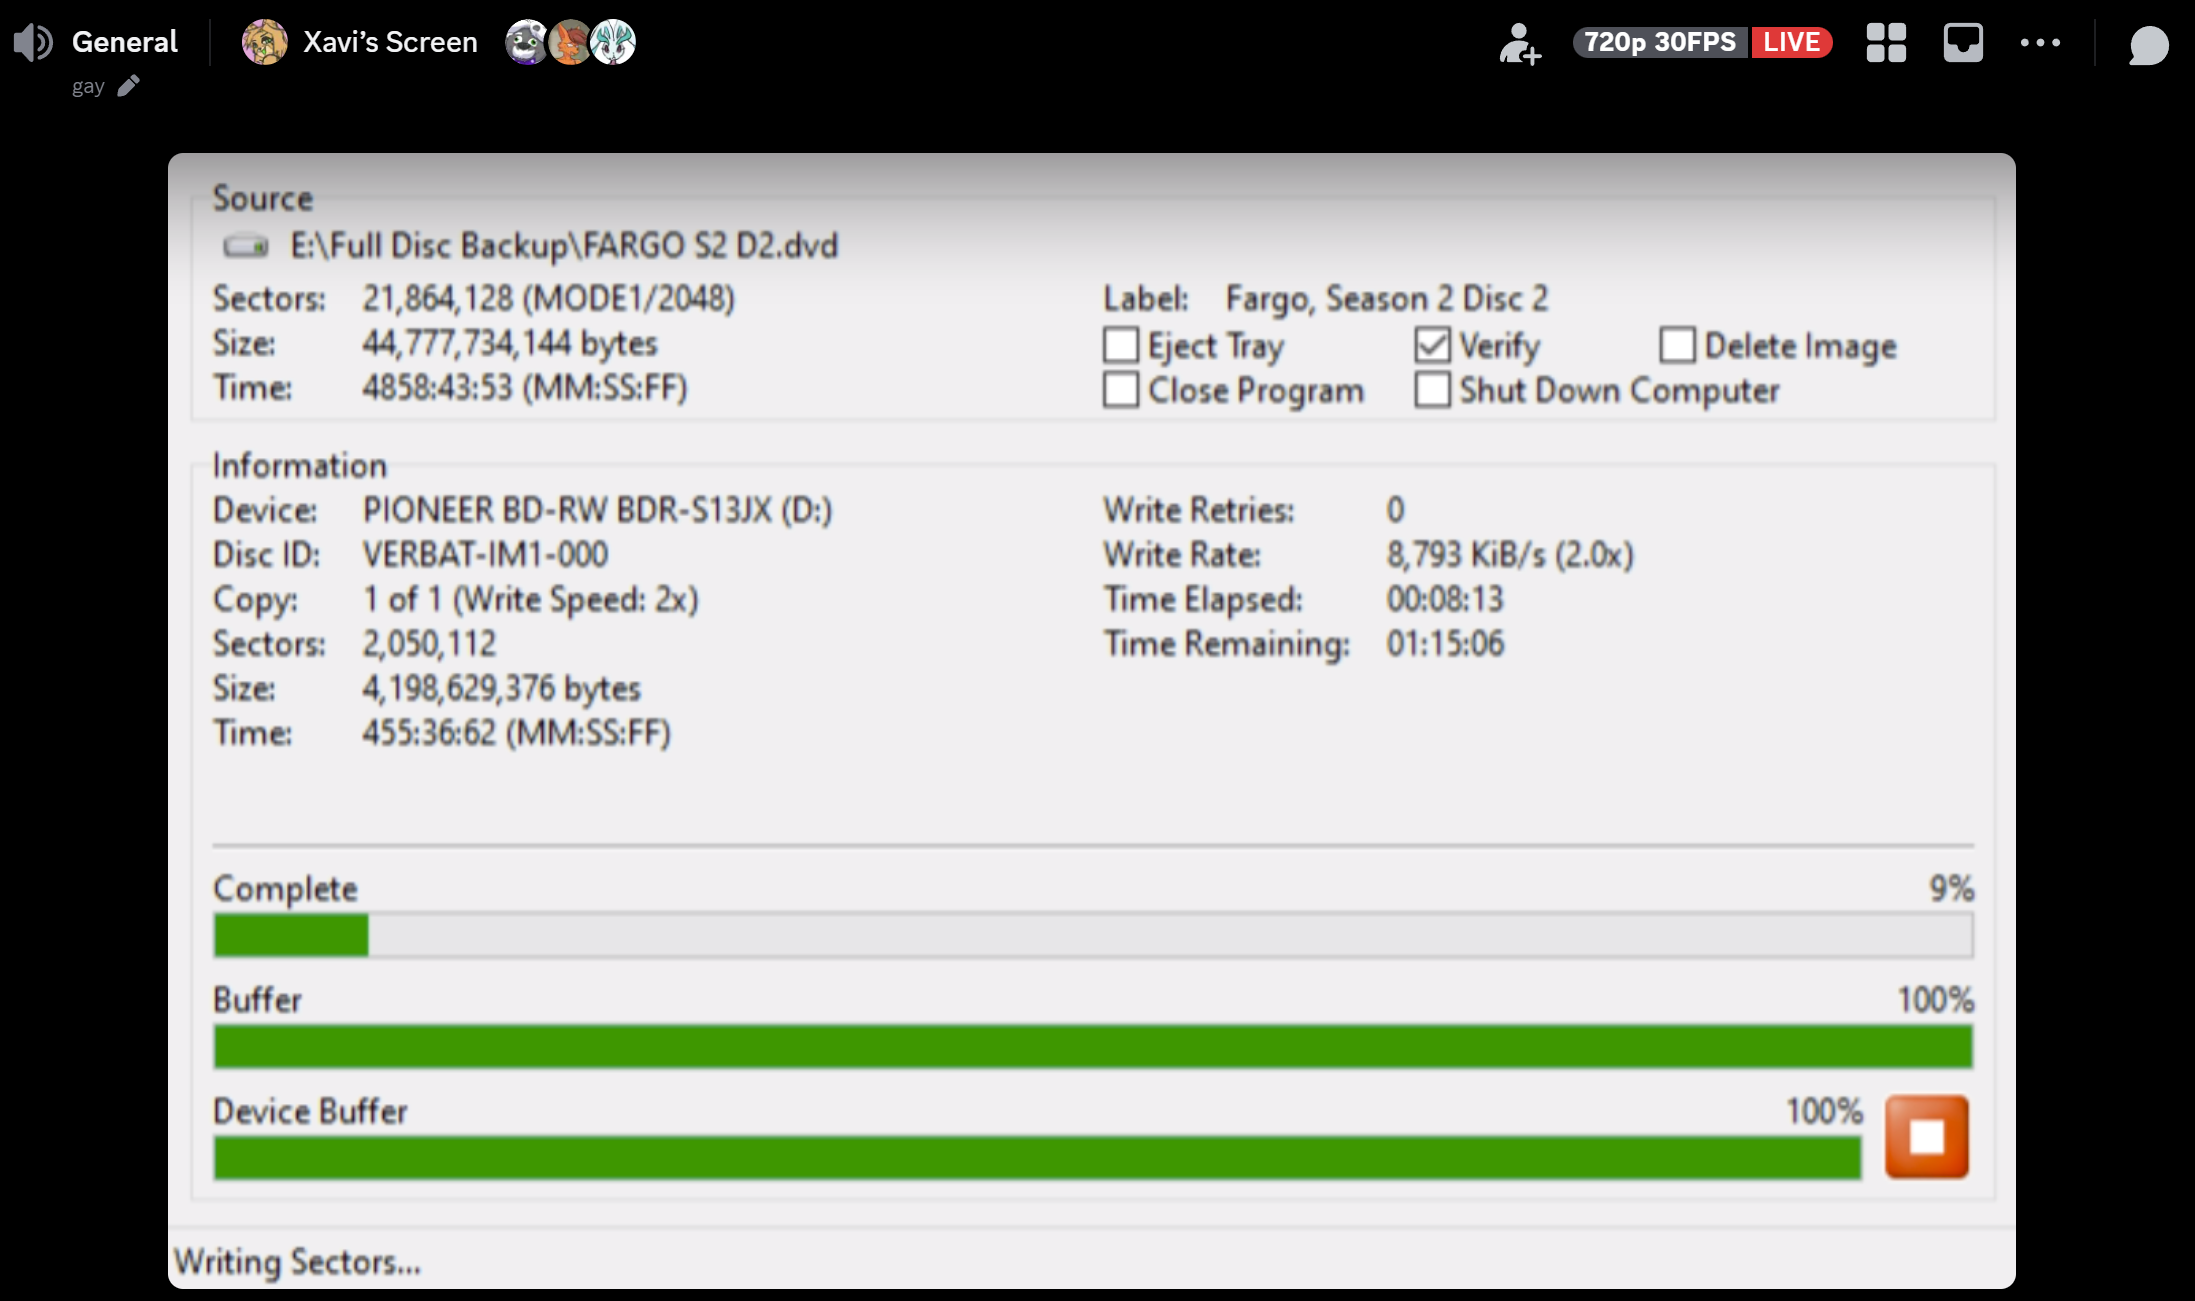 General
Xavi's Screen
720p 30FPS
LIVE
gay
Source
E:\Full Disc Backup\FARGO S2 D2.dvd
Sectors: 21,864,128 (MODE1/2048)
Label: Fargo, Season 2 Disc 2
Size: 44,777,734,144 bytes
Eject Tray
Verify
Delete Image
Time: 4858:43:53 (MM:SS:FF)
Close Program
Shut Down Computer
Information
Device: PIONEER BD-RW BDR-S13JX (D:)
Write Retries: 0
Disc ID: VERBAT-IM1-000
Write Rate: 8,793 KiB/s (2.0x)
Copy: 1 of 1 (Write Speed: 2x)
Time Elapsed: 00:08:13
Sectors: 2,050,112
Time Remaining: 01:15:06
Size: 4,198,629,376 bytes
Time: 455:36:62 (MM:SS:FF)
Complete 9%
Buffer 100%
Device Buffer 100%
Writing Sectors...